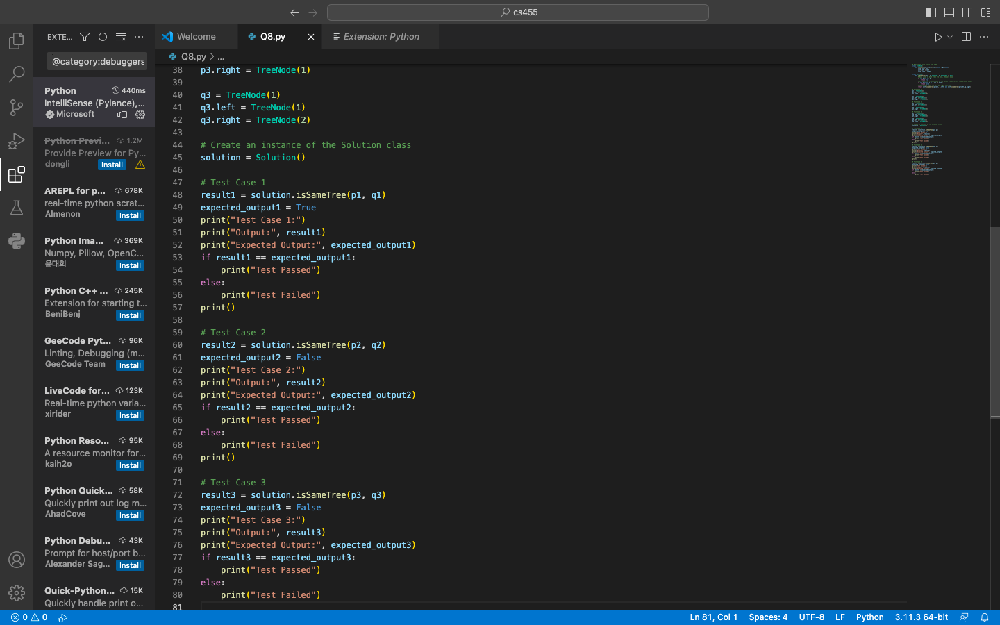 cs455
EXTE...
Welcome
Q8.py
Extension: Python
@category:debuggers
Q8.py > ...
Python 440ms
IntelliSense (Pylance),...
Microsoft
Python Previ... 1.2M
Provide Preview for Py...
dongli Install
AREPL for p... 678K
real-time python scrat...
Almenon Install
Python Ima... 369K
Numpy, Pillow, OpenC...
윤대희 Install
Python C++ ... 245K
Extension for starting t...
BeniBenj Install
GeeCode Pyt... 96K
Linting, Debugging (m...
GeeCode Team Install
LiveCode for... 123K
Real-time python varia...
xirider Install
Python Reso... 95K
A resource monitor for...
kaih2o Install
Python Quick... 58K
Quickly print out log m...
AhadCove Install
Python Debu... 43K
Prompt for host/port b...
Alexander Sag... Install
Quick-Python... 15K
Quickly handle print o...
38 p3.right = TreeNode(1)
39
40 q3 = TreeNode(1)
41 q3.left = TreeNode(1)
42 q3.right = TreeNode(2)
43
44 # Create an instance of the Solution class
45 solution = Solution()
46
47 # Test Case 1
48 result1 = solution.isSameTree(p1, q1)
49 expected_output1 = True
50 print("Test Case 1:")
51 print("Output:", result1)
52 print("Expected Output:", expected_output1)
53 if result1 == expected_output1:
54     print("Test Passed")
55 else:
56     print("Test Failed")
57 print()
58
59 # Test Case 2
60 result2 = solution.isSameTree(p2, q2)
61 expected_output2 = False
62 print("Test Case 2:")
63 print("Output:", result2)
64 print("Expected Output:", expected_output2)
65 if result2 == expected_output2:
66     print("Test Passed")
67 else:
68     print("Test Failed")
69 print()
70
71 # Test Case 3
72 result3 = solution.isSameTree(p3, q3)
73 expected_output3 = False
74 print("Test Case 3:")
75 print("Output:", result3)
76 print("Expected Output:", expected_output3)
77 if result3 == expected_output3:
78     print("Test Passed")
79 else:
80     print("Test Failed")
81
0 0
Ln 81, Col 1 Spaces: 4 UTF-8 LF Python 3.11.3 64-bit